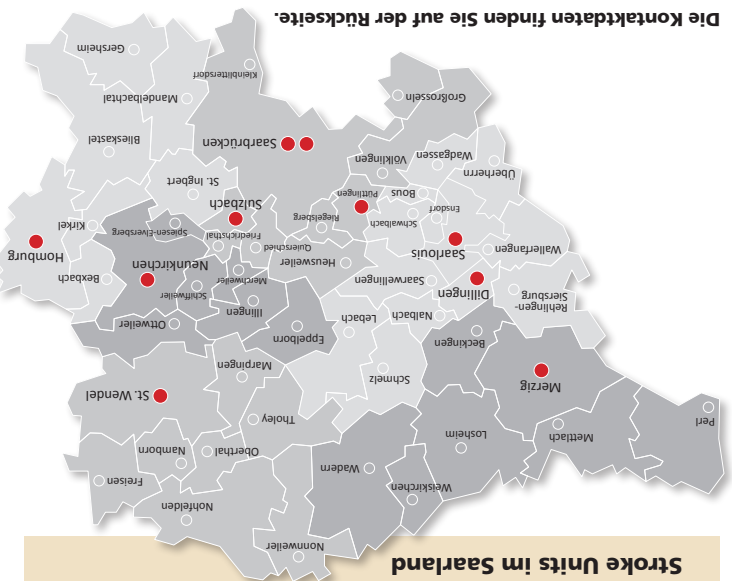 Stroke Units im Saarland
Nonnweiler
Nohfelden
Freisen
Weiskirchen
Wadern
Oberthal
Namborn
Losheim
Tholey
Perl
Mettlach
Merzig
St. Wendel
Schmelz
Marpingen
Beckingen
Eppelborn
Ottweiler
Rehlingen-
Siersburg
Nalbach
Lebach
Illingen
Schiffweiler
Dillingen
Saarwellingen
Merchweiler
Neunkirchen
Bexbach
Wallerfangen
Saarlouis
Heusweiler
Quierschied
Friedrichsthal
Spiesen-Elversberg
Homburg
Kirkel
Ensdorf
Schwalbach
Riegelsberg
Sulzbach
Überherrn
Bous
Püttlingen
St. Ingbert
Wadgassen
Völklingen
Saarbrücken
Blieskastel
Großrosseln
Mandelbachtal
Kleinblittersdorf
Gersheim
Die Kontaktdaten finden Sie auf der Rückseite.